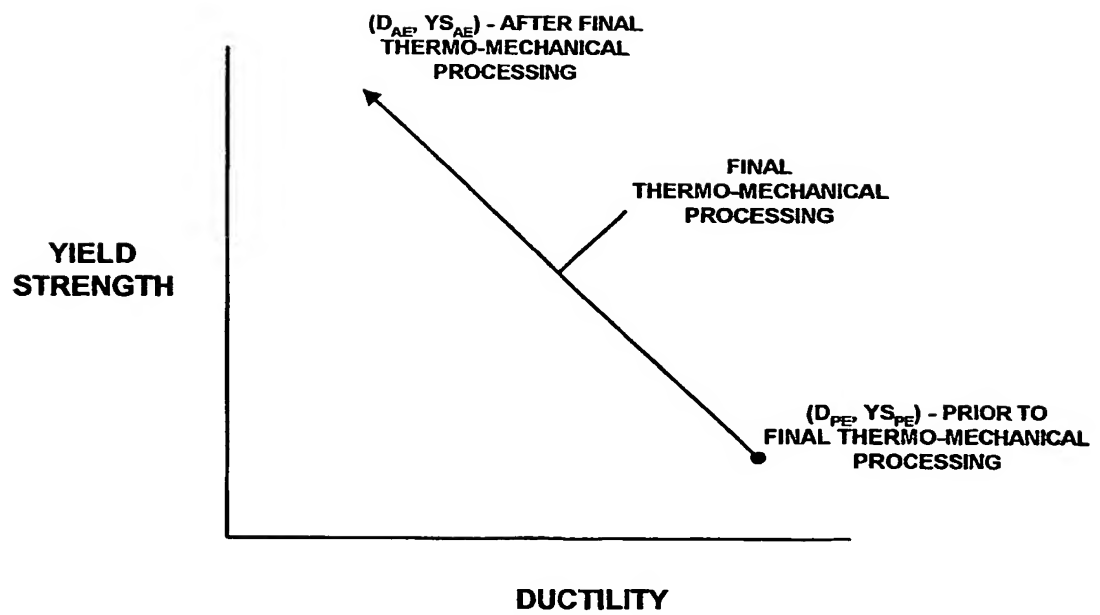 (D_AE, YS_AE) - AFTER FINAL
THERMO-MECHANICAL
PROCESSING
FINAL
THERMO-MECHANICAL
PROCESSING
YIELD
STRENGTH
(D_PE, YS_PE) - PRIOR TO
FINAL THERMO-MECHANICAL
PROCESSING
DUCTILITY